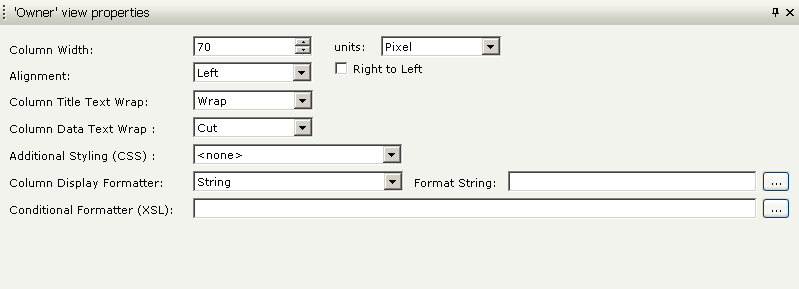 'Owner' view properties
Column Width: 70 units: Pixel
Alignment: Left Right to Left
Column Title Text Wrap: Wrap
Column Data Text Wrap : Cut
Additional Styling (CSS) : <none>
Column Display Formatter: String Format String: ...
Conditional Formatter (XSL): ...